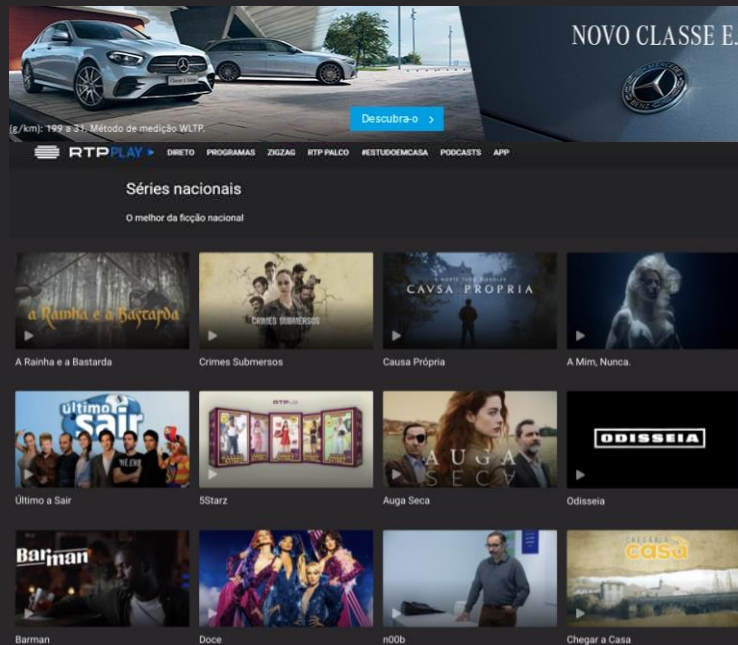 NOVO CLASSE E.
Descubra-o >
(g/km): 199 a 31. Método de medição WLTP.
RTPPLAY DIRETO PROGRAMAS ZIGZAG RTP PALCO #ESTUDOEMCASA PODCASTS APP
Séries nacionais
O melhor da ficção nacional
a Rainha e a Bastarda
CRIMES SUBMERSOS
CAVSA PROPRIA
A Rainha e a Bastarda
Crimes Submersos
Causa Própria
A Mim, Nunca.
último a
sair
RTPLAB
5STARZ
AUGA
SECA
ODISSEIA
Último a Sair
5Starz
Auga Seca
Odisseia
Barman
CHEGAR A
casa
Barman
Doce
n00b
Chegar a Casa